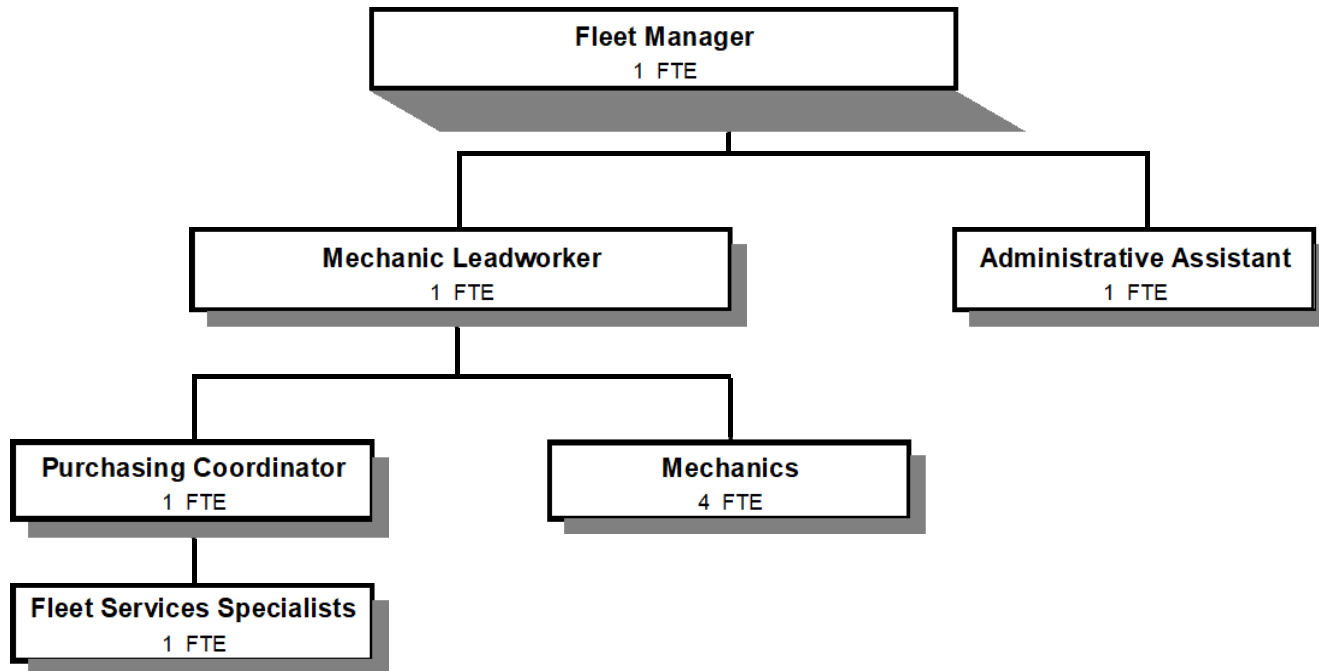 Fleet Manager
1 FTE
Mechanic Leadworker
1 FTE
Administrative Assistant
1 FTE
Purchasing Coordinator
1 FTE
Mechanics
4 FTE
Fleet Services Specialists
1 FTE